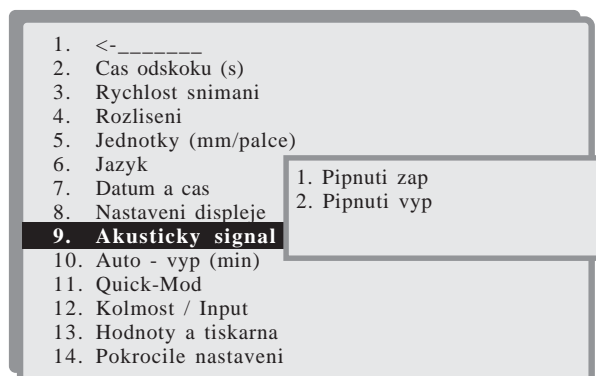 1. <-_______
2. Cas odskoku (s)
3. Rychlost snimani
4. Rozliseni
5. Jednotky (mm/palce)
6. Jazyk
7. Datum a cas
8. Nastaveni displeje
9. Akusticky signal
10. Auto - vyp (min)
11. Quick-Mod
12. Kolmost / Input
13. Hodnoty a tiskarna
14. Pokrocile nastaveni
1. Pipnuti zap
2. Pipnuti vyp